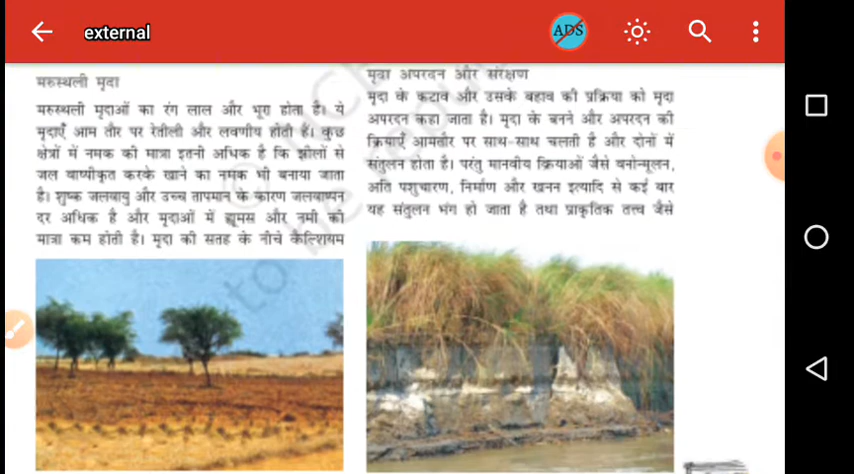 external
ADS
मरुस्थली मृदा
मरुस्थली मृदाओं का रंग लाल और भूरा होता है। ये
मृदाएँ आम तौर पर रेतीली और लवणीय होती हैं। कुछ
क्षेत्रों में नमक की मात्रा इतनी अधिक है कि झीलों से
जल वाष्पीकृत करके खाने का नमक भी बनाया जाता
है। शुष्क जलवायु और उच्च तापमान के कारण जलवाष्पन
दर अधिक है और मृदाओं में ह्यूमस और नमी की
मात्रा कम होती है। मृदा की सतह के नीचे कैल्शियम
मृदा अपरदन और संरक्षण
मृदा के कटाव और उसके बहाव की प्रक्रिया को मृदा
अपरदन कहा जाता है। मृदा के बनने और अपरदन की
क्रियाएँ आमतौर पर साथ-साथ चलती है और दोनों में
संतुलन होता है। परंतु मानवीय क्रियाओं जैसे वनोन्मूलन,
अति पशुचारण, निर्माण और खनन इत्यादि से कई बार
यह संतुलन भंग हो जाता है तथा प्राकृतिक तत्त्व जैसे